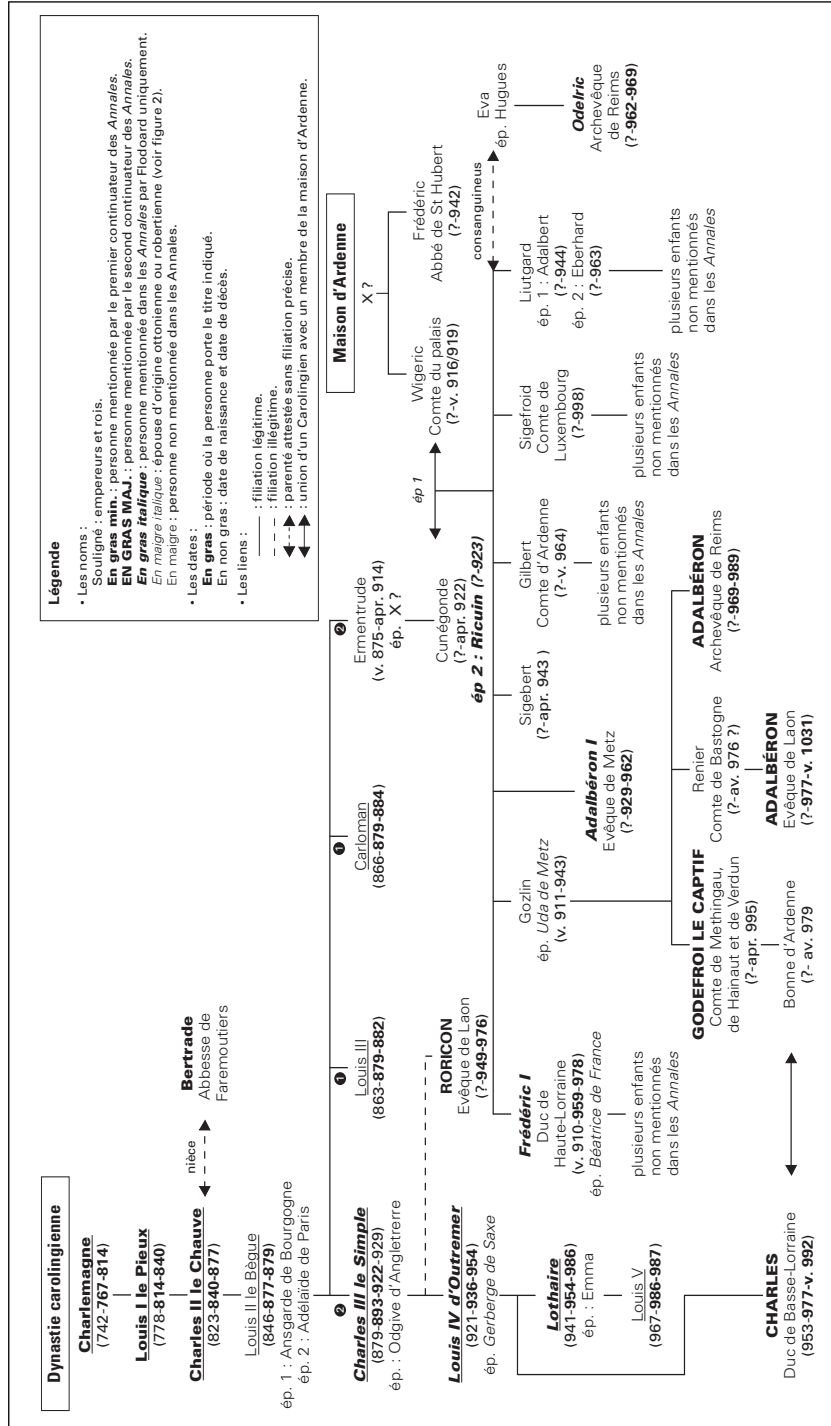 Dynastie carolingienne
Charlemagne
(742-767-814)
Louis I le Pieux
(778-814-840)
Charles II le Chauve
(823-840-877)
nièce
Bertrade
Abbesse de
Faremoutiers
Louis II le Bègue
(846-877-879)
ép. 1 : Ansgarde de Bourgogne
ép. 2 : Adélaïde de Paris
❷
Charles III le Simple
(879-893-922-929)
ép. : Odgive d'Angletrerre
❶
Louis III
(863-879-882)
❶
Carloman
(866-879-884)
❷
Ermentrude
(v. 875-apr. 914)
ép. X ?
Cunégonde
(?-apr. 922)
ép 2 : Ricuin (?-923)
ép 1
Louis IV d'Outremer
(921-936-954)
ép. Gerberge de Saxe
RORICON
Evêque de Laon
(?-949-976)
Lothaire
(941-954-986)
ép. : Emma
Louis V
(967-986-987)
CHARLES
Duc de Basse-Lorraine
(953-977-v. 992)
Légende
• Les noms :
Souligné : empereurs et rois.
En gras min. : personne mentionnée par le premier continuateur des Annales.
EN GRAS MAJ. : personne mentionnée par le second continuateur des Annales.
En gras italique : personne mentionnée dans les Annales par Flodoard uniquement.
En maigre italique : épouse d'origine ottonienne ou robertienne (voir figure 2).
En maigre : personne non mentionnée dans les Annales.
• Les dates :
En gras : période où la personne porte le titre indiqué.
En non gras : date de naissance et date de décès.
• Les liens :
: filiation légitime.
: filiation illégitime.
: parenté attestée sans filiation précise.
: union d'un Carolingien avec un membre de la maison d'Ardenne.
Maison d'Ardenne
X ?
Wigeric
Comte du palais
(?-v. 916/919)
Frédéric
Abbé de St Hubert
(?-942)
Frédéric I
Duc de
Haute-Lorraine
(v. 910-959-978)
ép. Béatrice de France
plusieurs enfants
non mentionnés
dans les Annales
Gozlin
ép. Uda de Metz
(v. 911-943)
Adalbéron I
Evêque de Metz
(?-929-962)
Sigebert
(?-apr. 943 )
Gilbert
Comte d'Ardenne
(?-v. 964)
plusieurs enfants
non mentionnés
dans les Annales
Sigefroid
Comte de
Luxembourg
(?-998)
plusieurs enfants
non mentionnés
dans les Annales
Liutgard
ép. 1 : Adalbert
(?-944)
ép. 2 : Eberhard
(?-963)
plusieurs enfants
non mentionnés
dans les Annales
consanguineus
Eva
ép. Hugues
Odelric
Archevêque
de Reims
(?-962-969)
GODEFROI LE CAPTIF
Comte de Methingau,
de Hainaut et de Verdun
(?-apr. 995)
Bonne d'Ardenne
(?- av. 979
Renier
Comte de Bastogne
(?-av. 976 ?)
ADALBÉRON
Evêque de Laon
(?-977-v. 1031)
ADALBÉRON
Archevêque de Reims
(?-969-989)